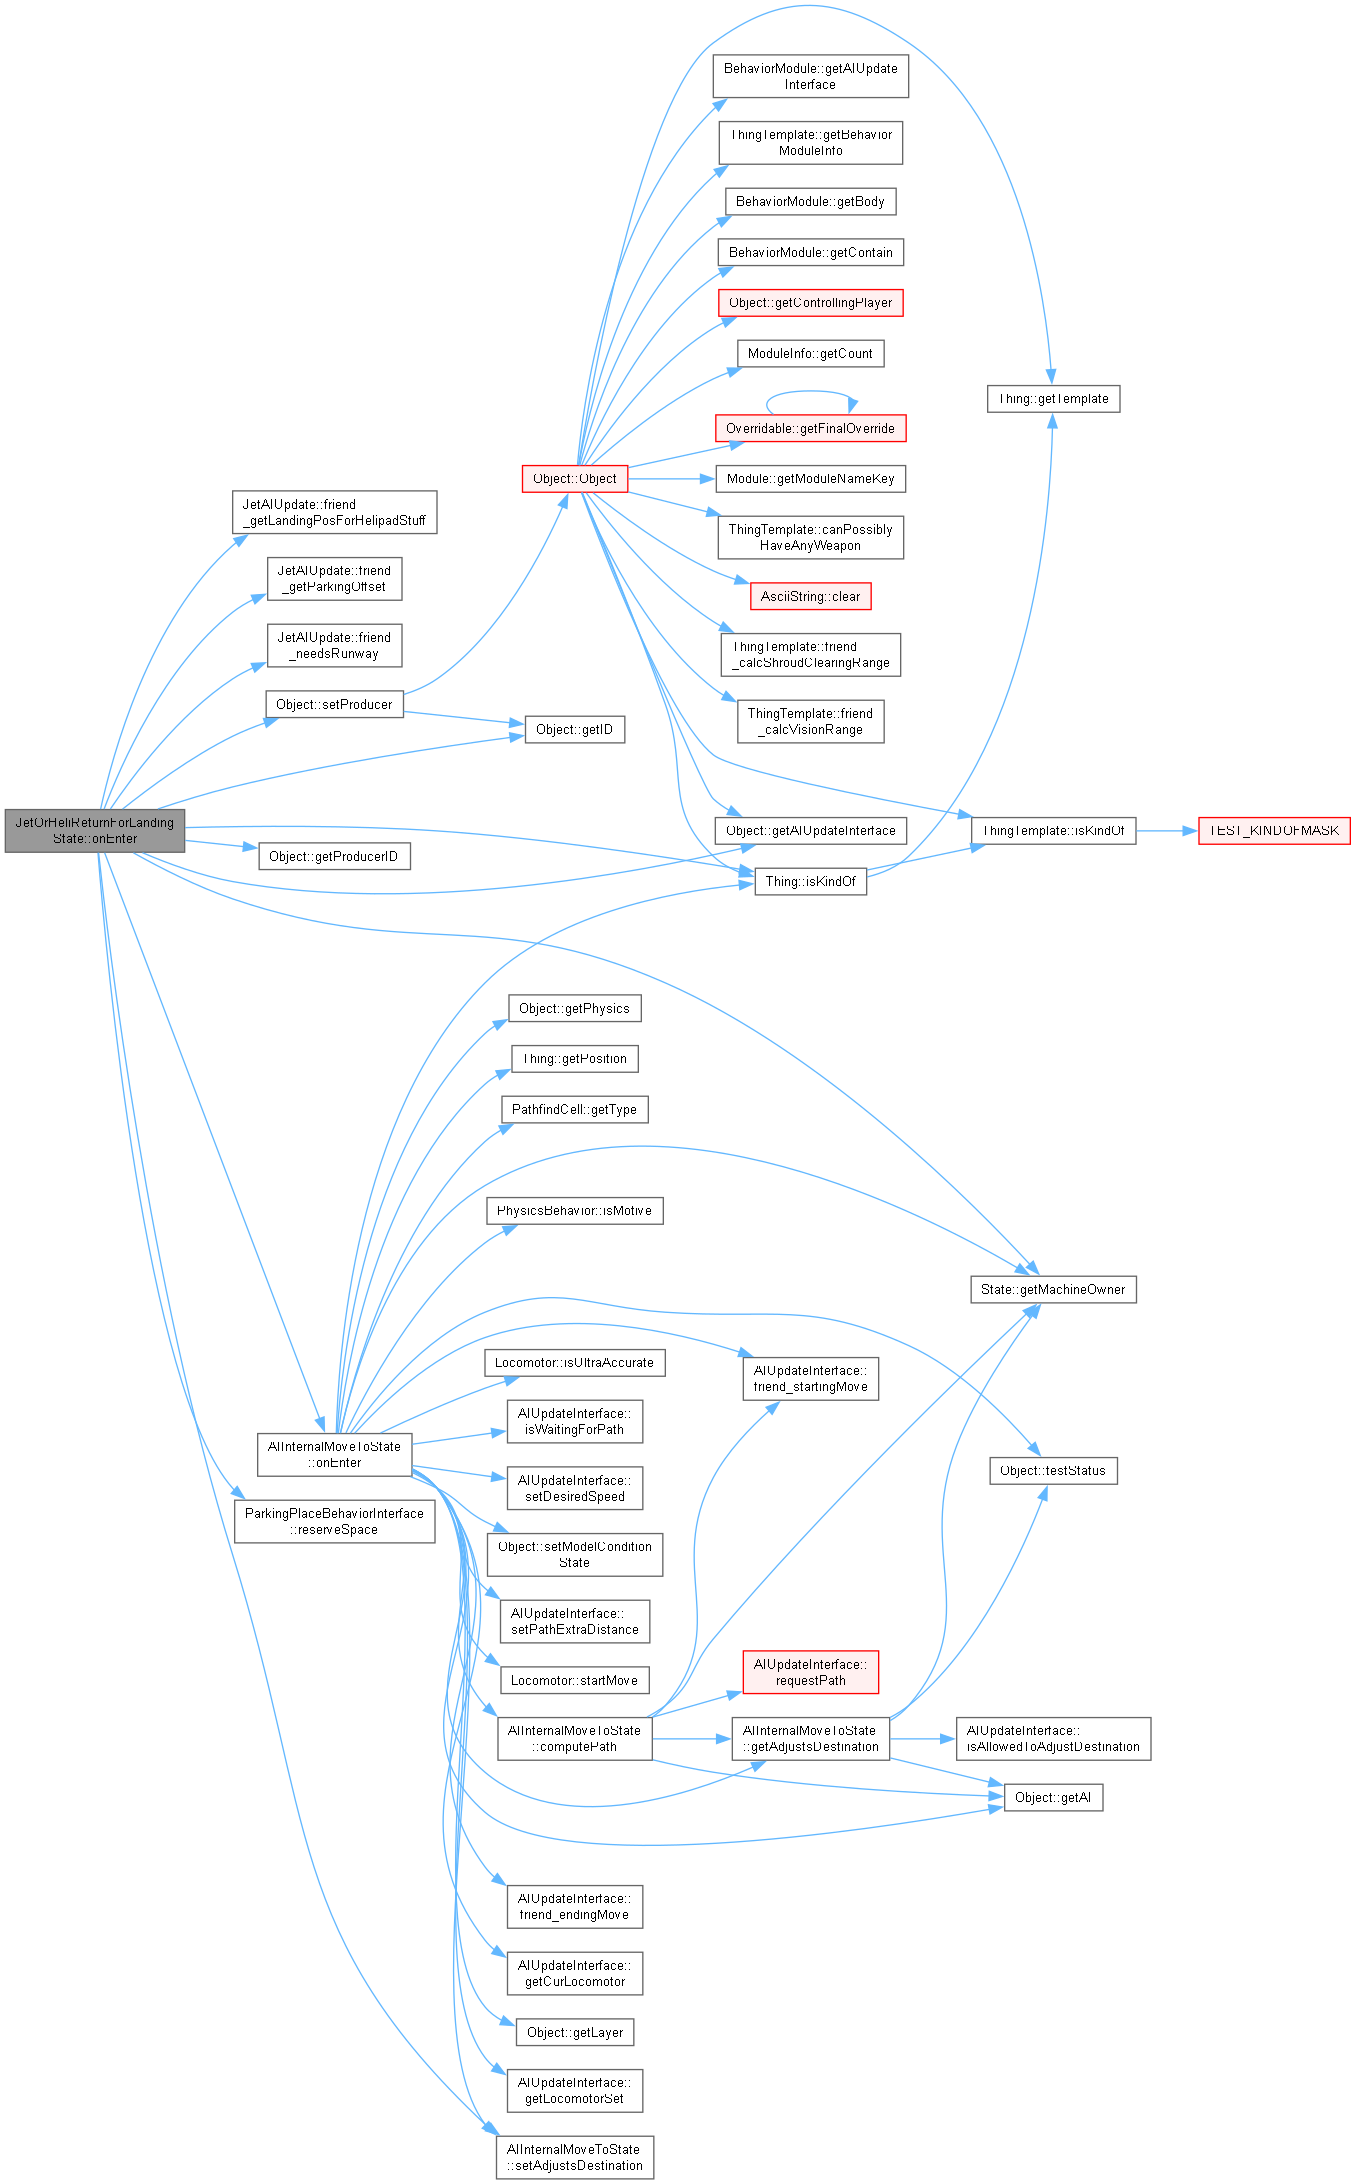 BehaviorModule::getAIUpdate
Interface
ThingTemplate::getBehavior
ModuleInfo
BehaviorModule::getBody
BehaviorModule::getContain
Object::getControllingPlayer
ModuleInfo::getCount
Thing::getTemplate
Overridable::getFinalOverride
Object::Object
Module::getModuleNameKey
JetAIUpdate::friend
_getLandingPosForHelipadStuff
ThingTemplate::canPossibly
HaveAnyWeapon
JetAIUpdate::friend
_getParkingOffset
AsciiString::clear
JetAIUpdate::friend
_needsRunway
ThingTemplate::friend
_calcShroudClearingRange
Object::setProducer
ThingTemplate::friend
_calcVisionRange
Object::getID
JetOrHeliReturnForLanding
State::onEnter
Object::getAIUpdateInterface
ThingTemplate::isKindOf
TEST_KINDOFMASK
Object::getProducerID
Thing::isKindOf
Object::getPhysics
Thing::getPosition
PathfindCell::getType
PhysicsBehavior::isMotive
State::getMachineOwner
Locomotor::isUltraAccurate
AIUpdateInterface::
friend_startingMove
AIUpdateInterface::
isWaitingForPath
AIInternalMoveToState
::onEnter
Object::testStatus
AIUpdateInterface::
setDesiredSpeed
ParkingPlaceBehaviorInterface
::reserveSpace
Object::setModelCondition
State
AIUpdateInterface::
setPathExtraDistance
Locomotor::startMove
AIUpdateInterface::
requestPath
AIInternalMoveToState
::computePath
AIInternalMoveToState
::getAdjustsDestination
AIUpdateInterface::
isAllowedToAdjustDestination
Object::getAI
AIUpdateInterface::
friend_endingMove
AIUpdateInterface::
getCurLocomotor
Object::getLayer
AIUpdateInterface::
getLocomotorSet
AIInternalMoveToState
::setAdjustsDestination